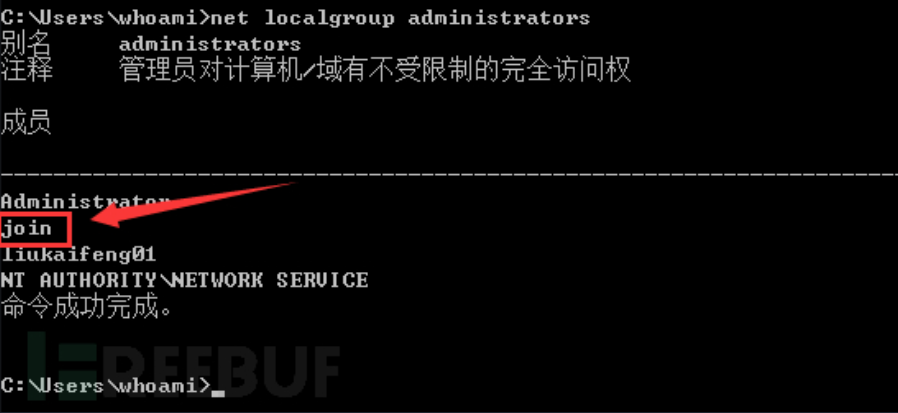 C:\Users\whoami>net localgroup administrators
别名 administrators
注释 管理员对计算机/域有不受限制的完全访问权
成员
-------------------------------------------------------------------------------
Administrator
join
liukaifeng01
NT AUTHORITY\NETWORK SERVICE
命令成功完成。
REEBUF
C:\Users\whoami>_